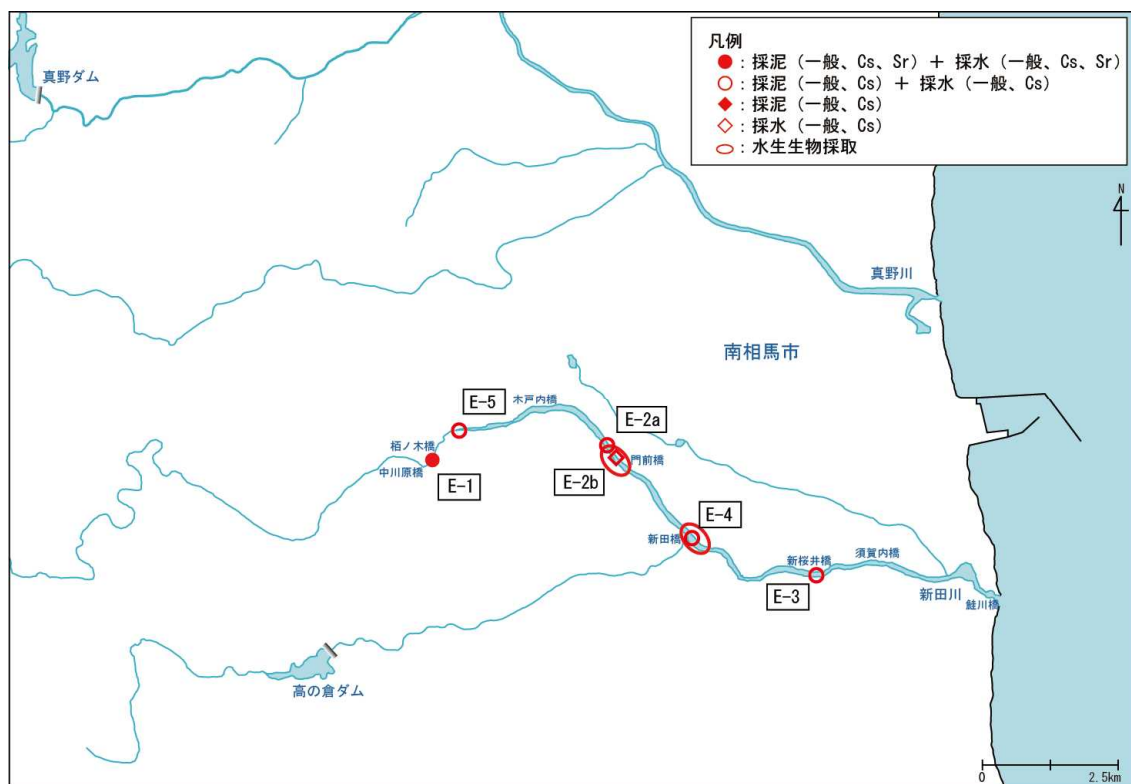 凡例
●：採泥（一般、Cs、Sr）＋ 採水（一般、Cs、Sr）
○：採泥（一般、Cs）＋ 採水（一般、Cs）
◆：採泥（一般、Cs）
◇：採水（一般、Cs）
：水生生物採取
真野ダム
N
真野川
南相馬市
E-5
木戸内橋
E-2a
栢ノ木橋
中川原橋
門前橋
E-1
E-2b
E-4
新田橋
新桜井橋
須賀内橋
E-3
新田川
鮭川橋
高の倉ダム
0
2.5km